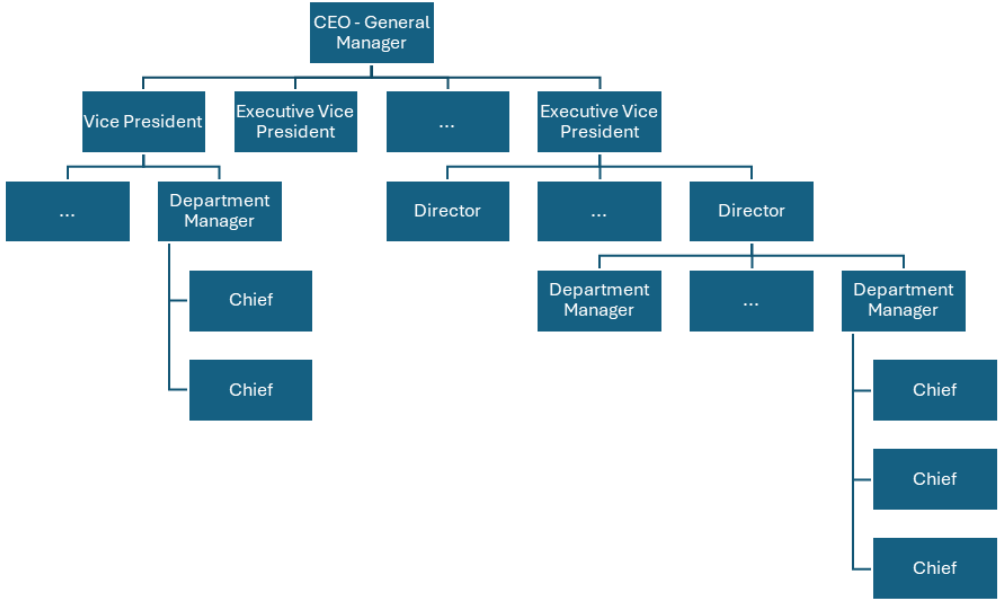 CEO - General
Manager
Vice President
Executive Vice
President
...
Executive Vice
President
...
Department
Manager
Director
...
Director
Chief
Department
Manager
...
Department
Manager
Chief
Chief
Chief
Chief